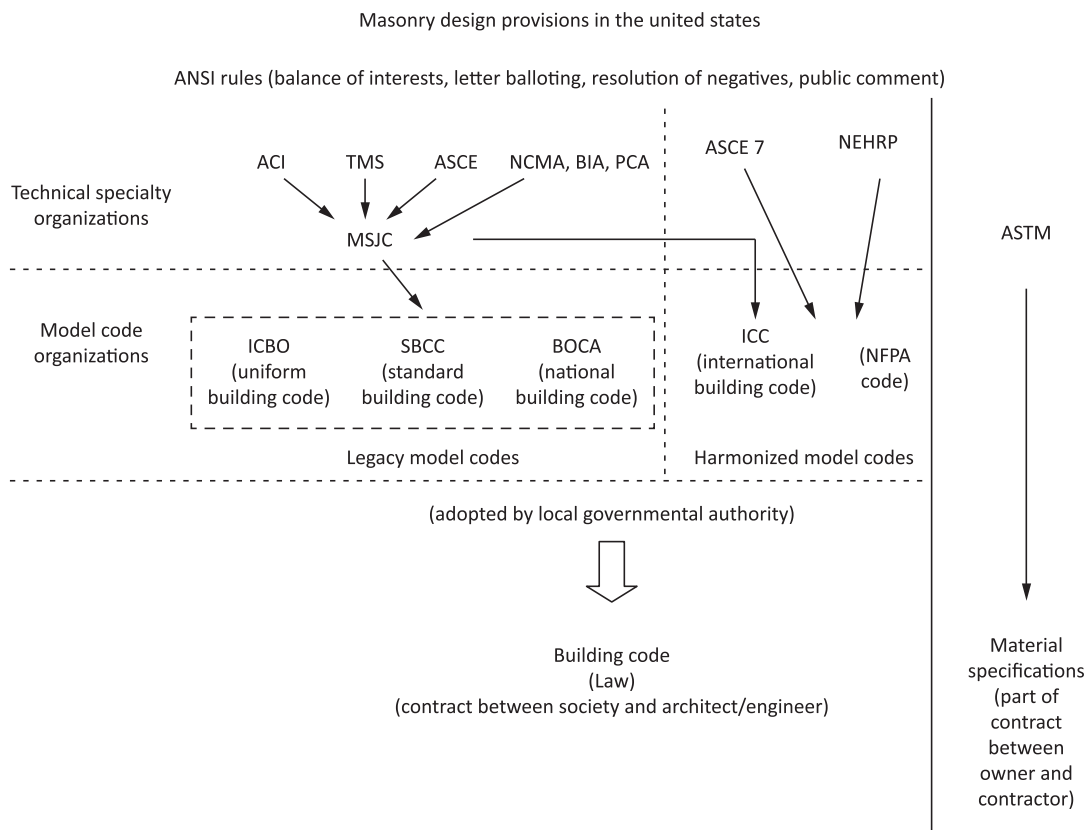 Masonry design provisions in the united states
ANSI rules (balance of interests, letter balloting, resolution of negatives, public comment)
Technical specialty
organizations
ACI
TMS
ASCE
NCMA, BIA, PCA
ASCE 7
NEHRP
MSJC
ASTM
Model code
organizations
ICBO
(uniform
building code)
SBCC
(standard
building code)
BOCA
(national
building code)
ICC
(international
building code)
(NFPA
code)
Legacy model codes
Harmonized model codes
(adopted by local governmental authority)
Building code
(Law)
(contract between society and architect/engineer)
Material
specifications
(part of
contract
between
owner and
contractor)